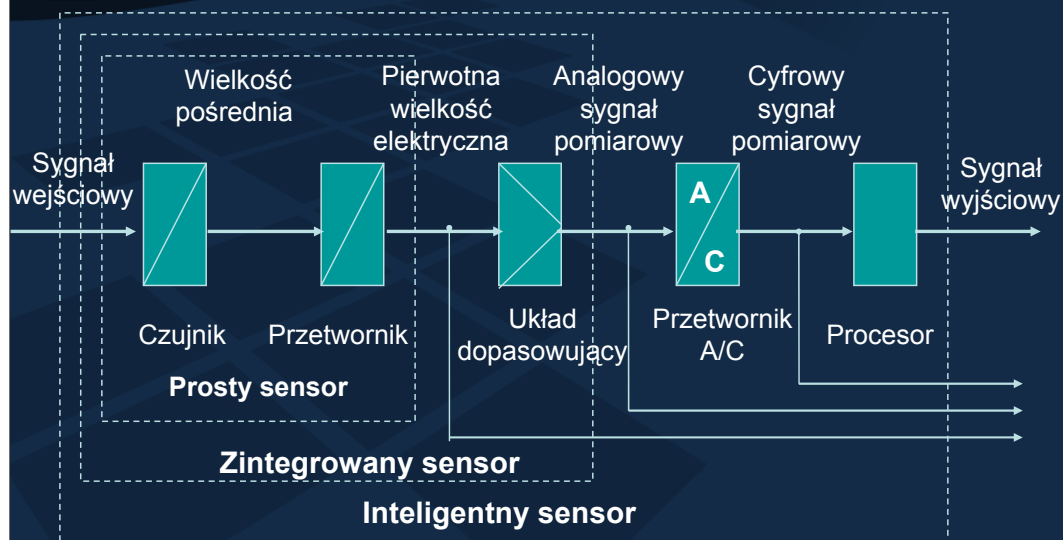 Wielkość
pośrednia
Pierwotna
wielkość
elektryczna
Analogowy
sygnał
pomiarowy
Cyfrowy
sygnał
pomiarowy
Sygnał
wejściowy
A
C
Sygnał
wyjściowy
Czujnik
Przetwornik
Układ
dopasowujący
Przetwornik
A/C
Procesor
Prosty sensor
Zintegrowany sensor
Inteligentny sensor